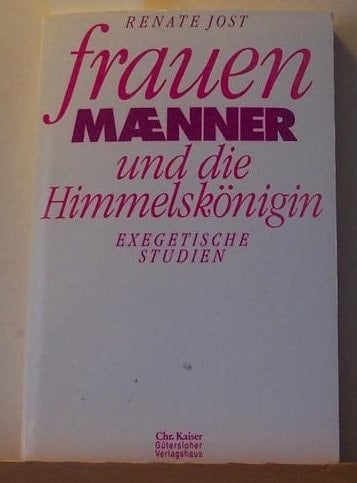 RENATE JOST
frauen
MÆNNER
und die
Himmelskönigin
EXEGETISCHE
STUDIEN
Chr. Kaiser
Gütersloher
Verlagshaus